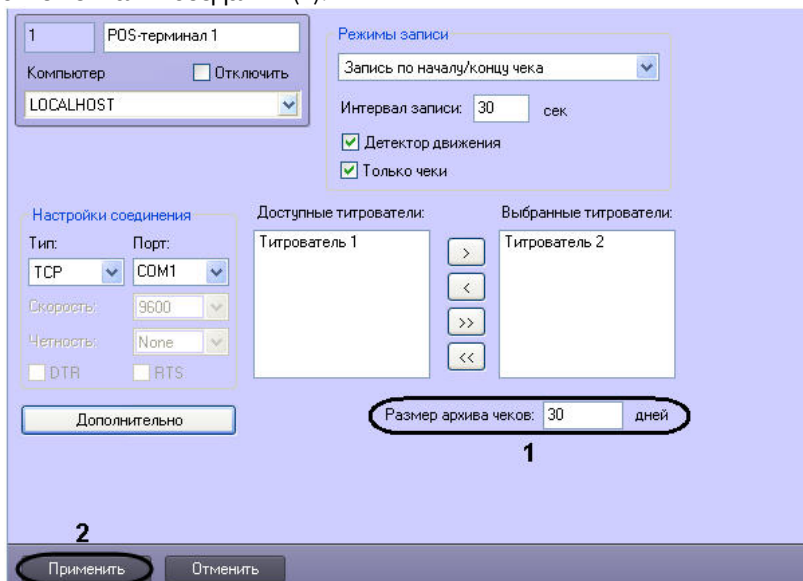 1 POS-терминал 1
Компьютер Отключить
LOCALHOST
Режимы записи
Запись по началу/концу чека
Интервал записи: 30 сек
Детектор движения
Только чеки
Настройки соединения
Тип: Порт:
TCP COM1
Скорость: 9600
Четность: None
DTR RTS
Дополнительно
Доступные титрователи: Выбранные титрователи:
Титрователь 1 Титрователь 2
>
<
>>
<<
Размер архива чеков: 30 дней
1
2
Применить Отменить